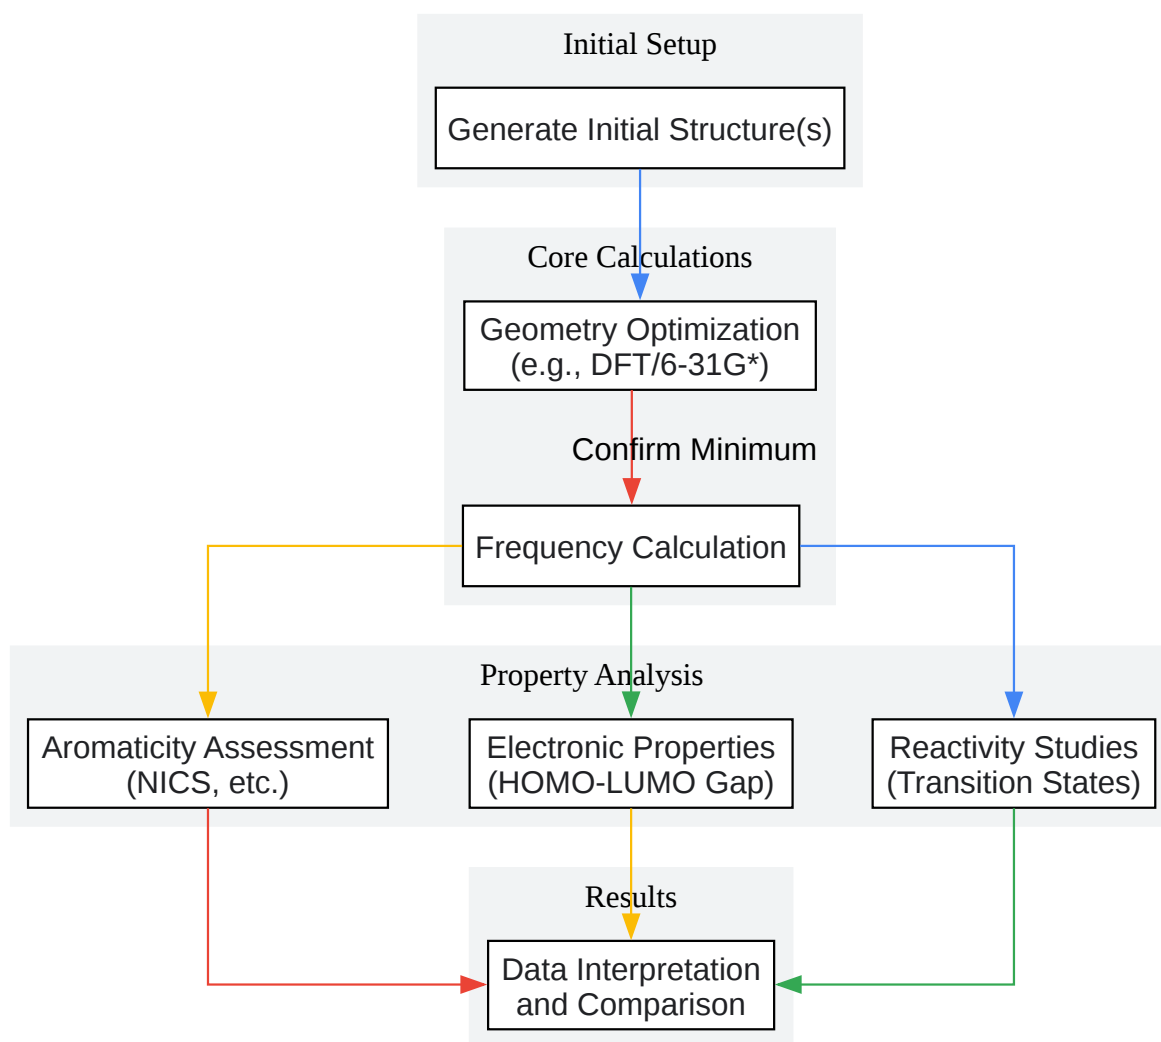 Initial Setup
Generate Initial Structure(s)
Core Calculations
Geometry Optimization
(e.g., DFT/6-31G*)
Confirm Minimum
Frequency Calculation
Property Analysis
Aromaticity Assessment
(NICS, etc.)
Electronic Properties
(HOMO-LUMO Gap)
Reactivity Studies
(Transition States)
Results
Data Interpretation
and Comparison